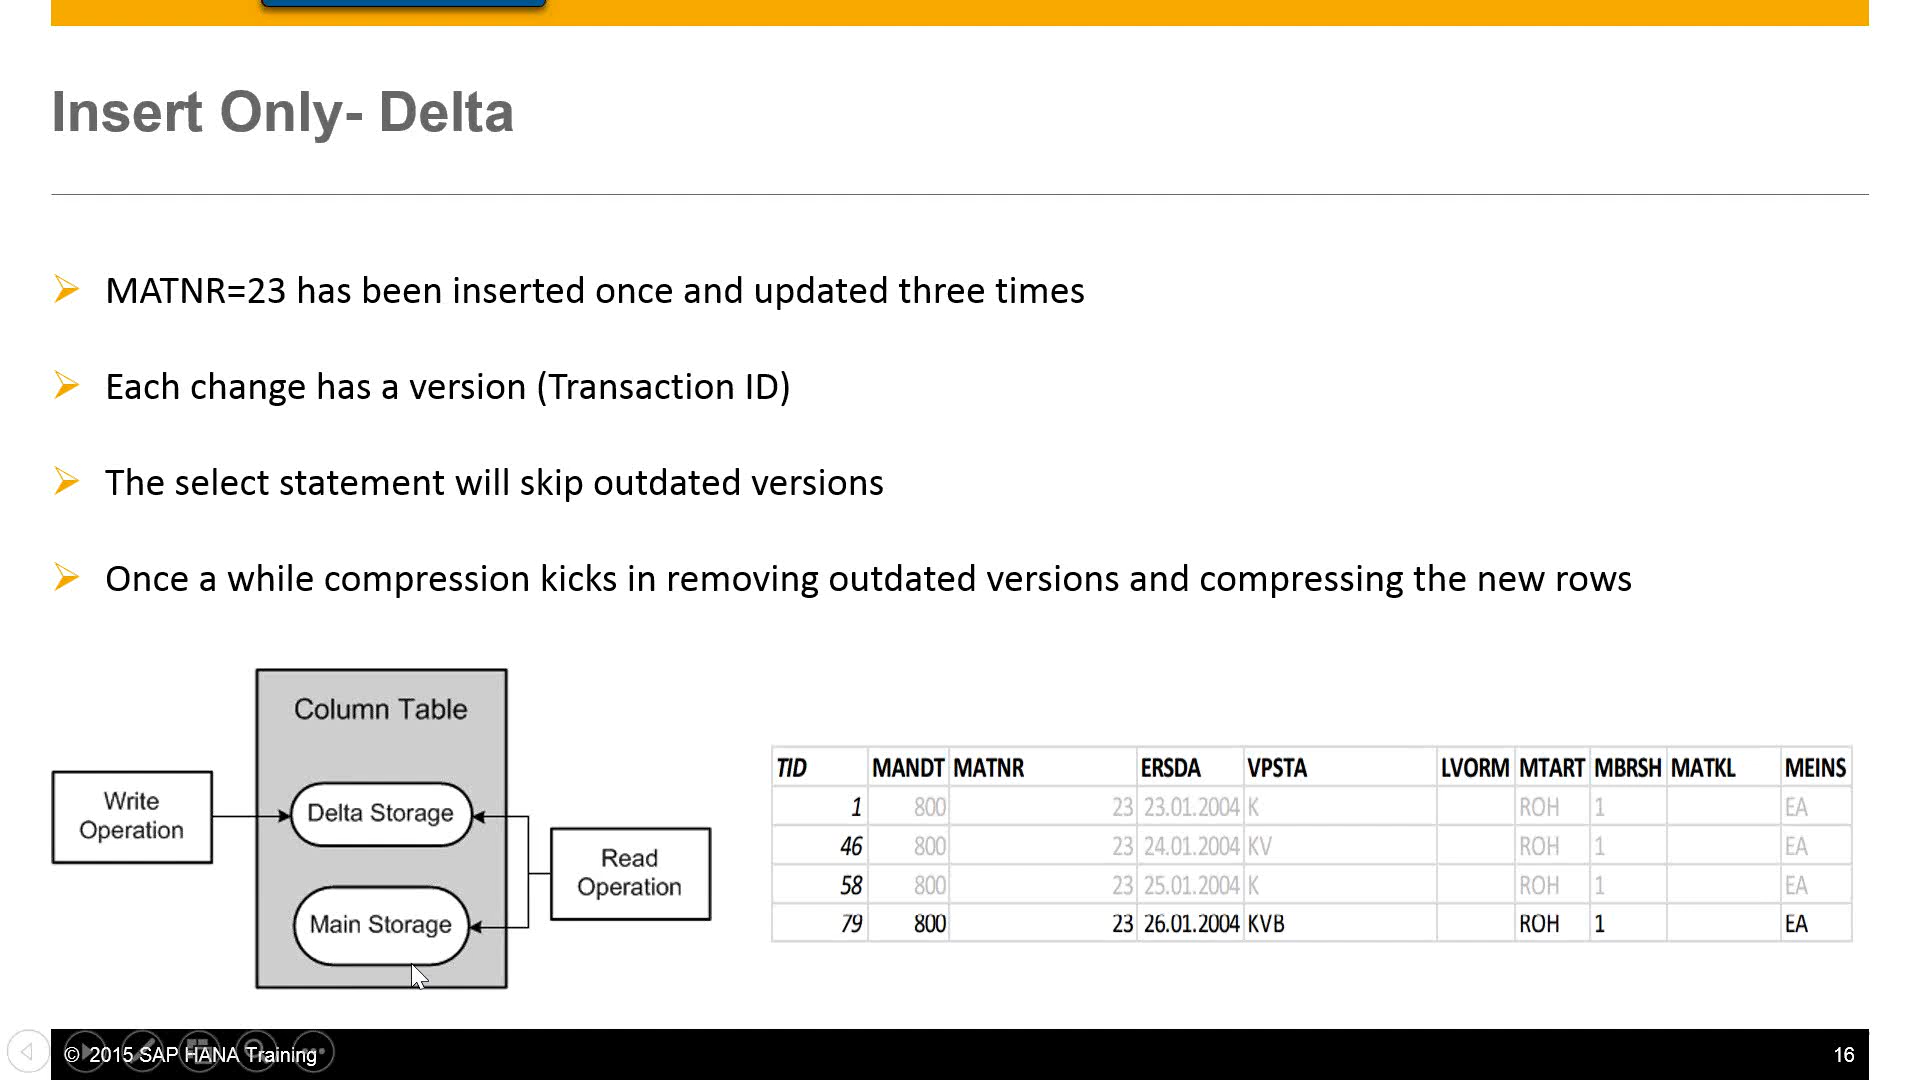 Insert Only- Delta
MATNR=23 has been inserted once and updated three times
Each change has a version (Transaction ID)
The select statement will skip outdated versions
Once a while compression kicks in removing outdated versions and compressing the new rows
Column Table
Write
Operation
Delta Storage
Read
Operation
Main Storage
TID MANDT MATNR ERSDA VPSTA LVORM MTART MBRSH MATKL MEINS
1 800 23 23.01.2004 K ROH 1 EA
46 800 23 24.01.2004 KV ROH 1 EA
58 800 23 25.01.2004 K ROH 1 EA
79 800 23 26.01.2004 KVB ROH 1 EA
© 2015 SAP HANA Training
16